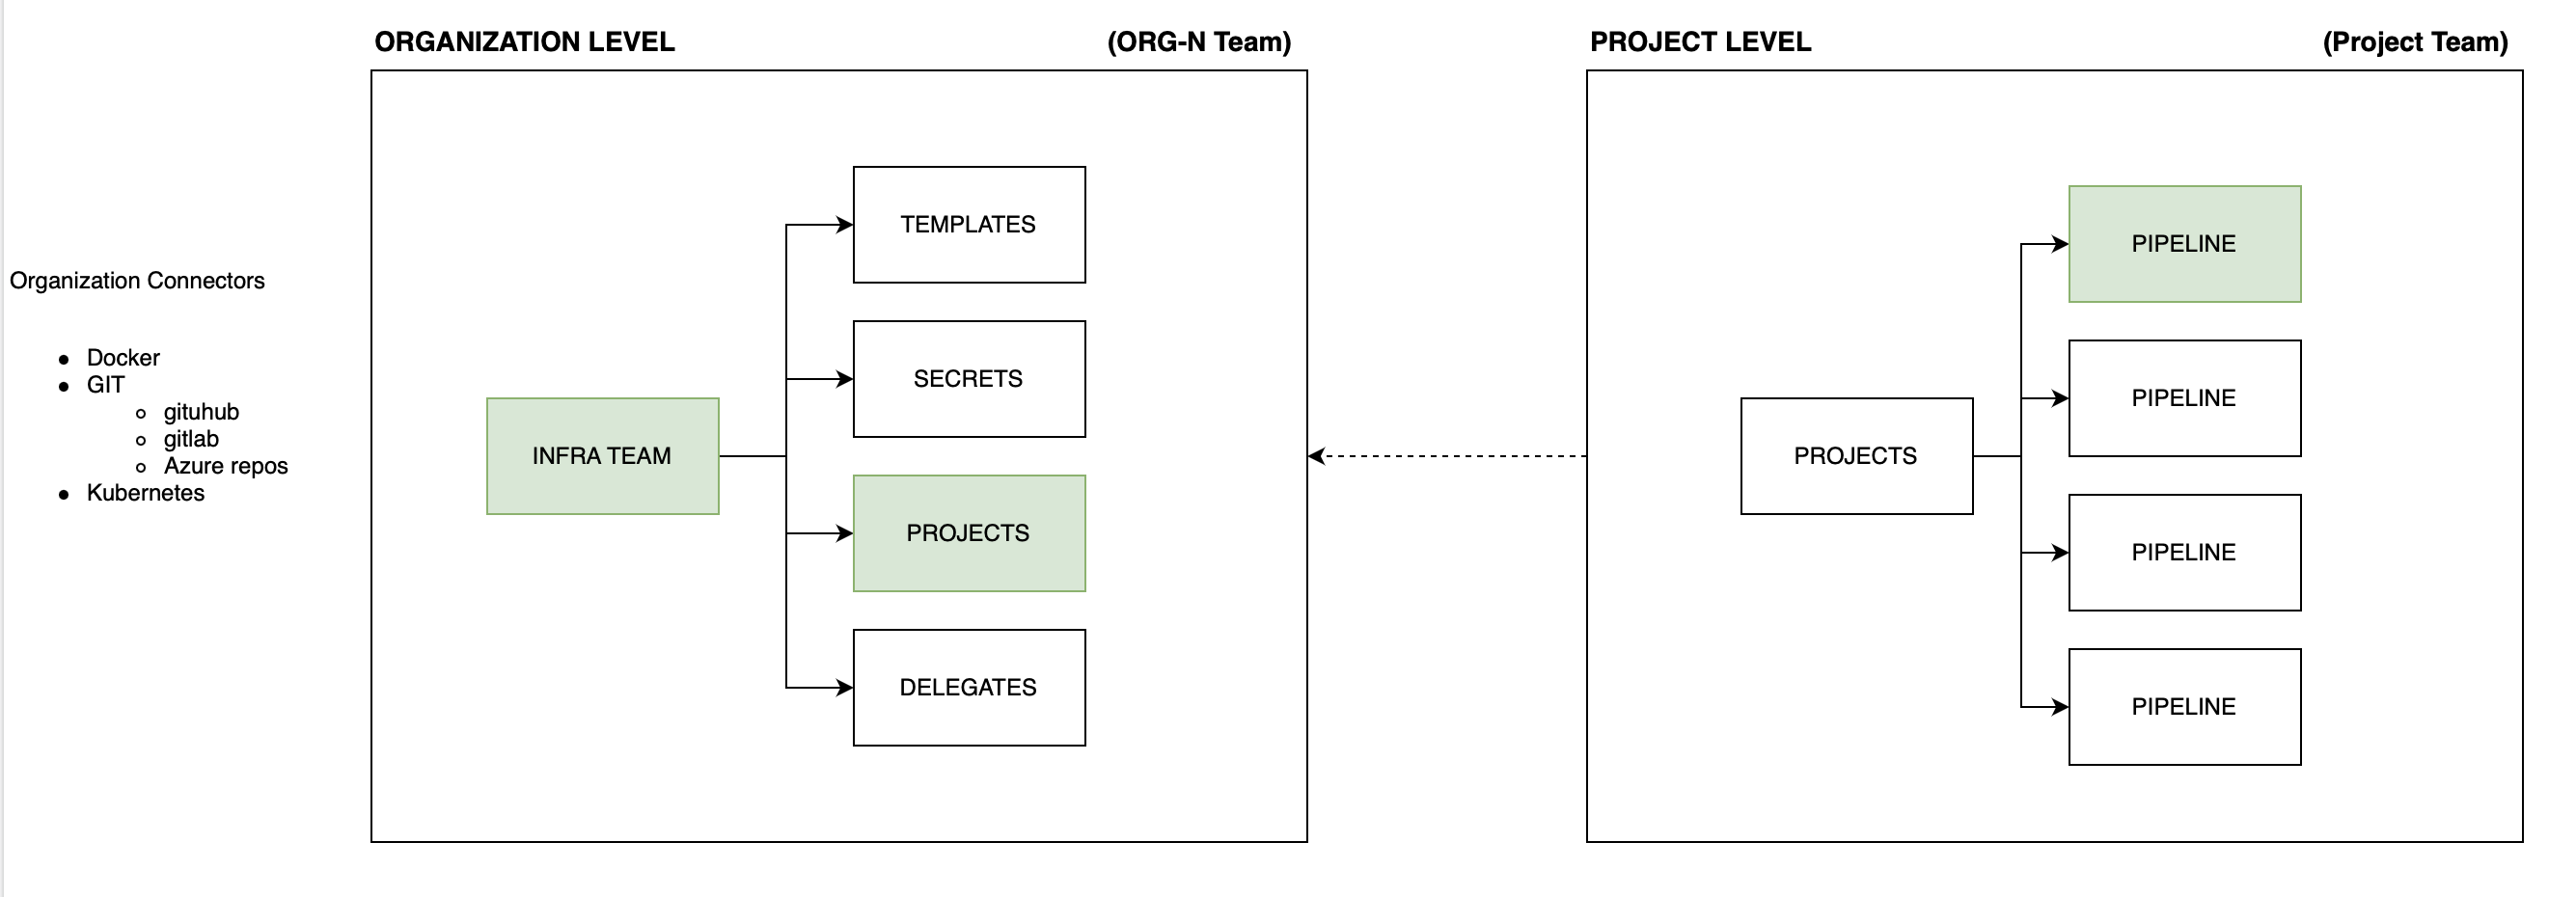 ORGANIZATION LEVEL
(ORG-N Team)
PROJECT LEVEL
(Project Team)
Organization Connectors
Docker
GIT
gituhub
gitlab
Azure repos
Kubernetes
INFRA TEAM
TEMPLATES
SECRETS
PROJECTS
DELEGATES
PROJECTS
PIPELINE
PIPELINE
PIPELINE
PIPELINE